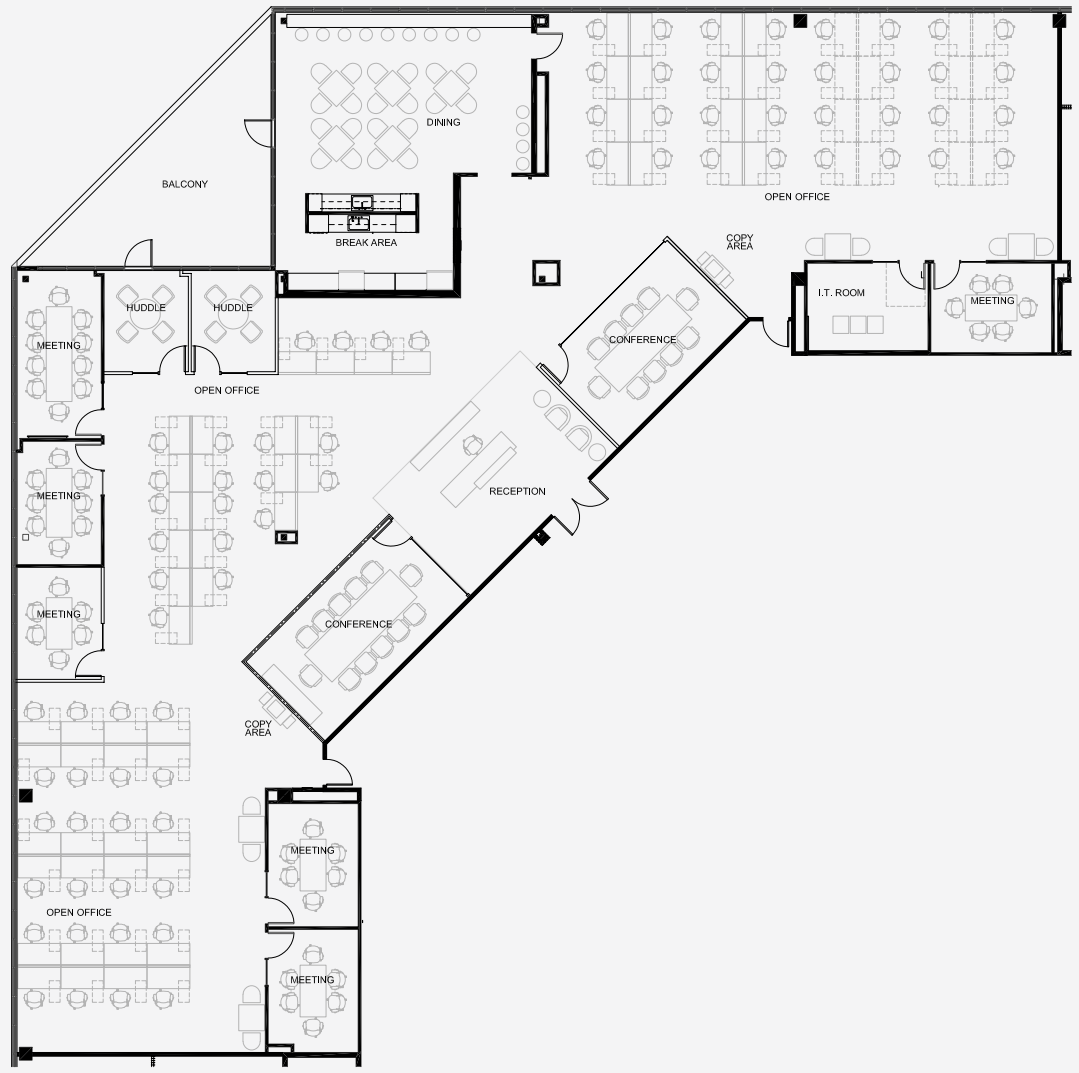 DINING
BALCONY
OPEN OFFICE
BREAK AREA
COPY
AREA
I.T. ROOM
MEETING
HUDDLE
HUDDLE
MEETING
CONFERENCE
OPEN OFFICE
MEETING
RECEPTION
MEETING
CONFERENCE
COPY
AREA
MEETING
OPEN OFFICE
MEETING